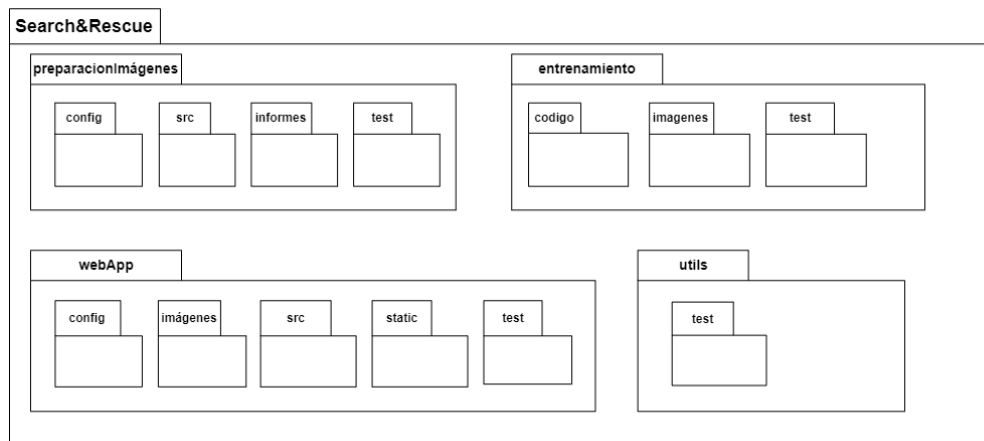 Search&Rescue
preparacionImágenes
entrenamiento
config
src
informes
test
codigo
imagenes
test
webApp
utils
config
imágenes
src
static
test
test